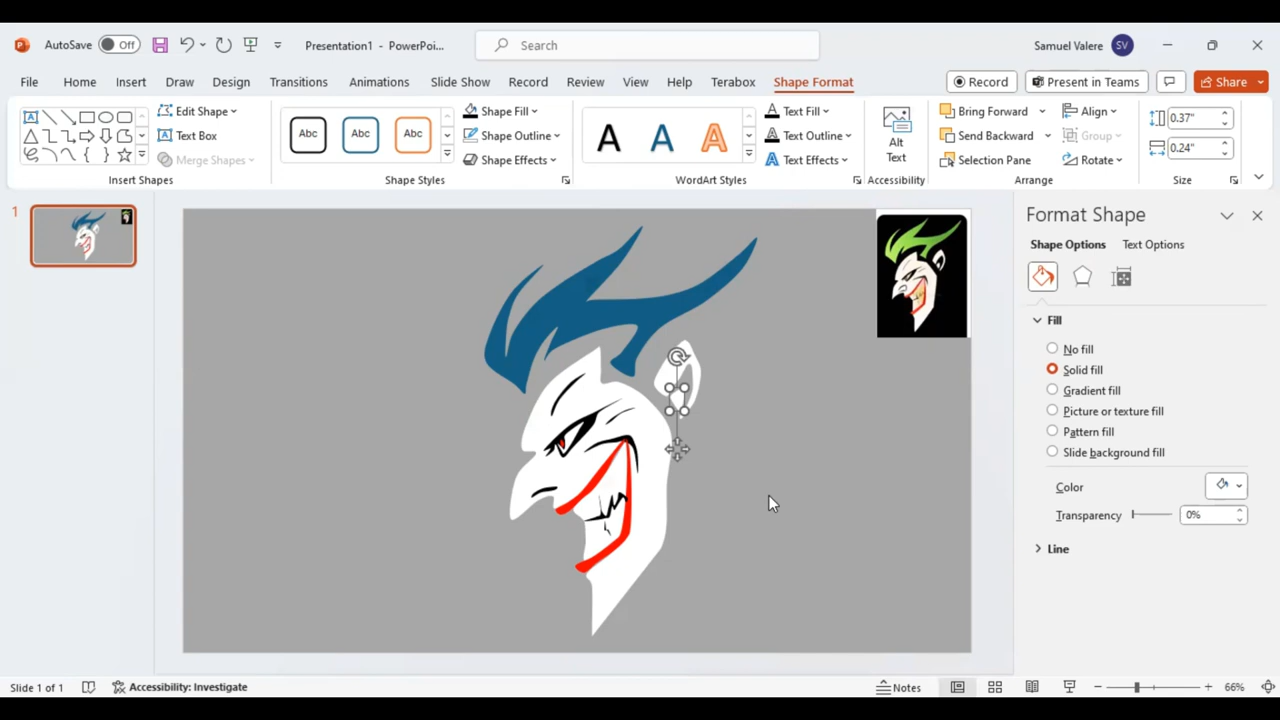 AutoSave Off Presentation1 - PowerPoi... Search Samuel Valere SV
File Home Insert Draw Design Transitions Animations Slide Show Record Review View Help Terabox Shape Format Record Present in Teams Share
Edit Shape Abc Abc Abc Shape Fill A A A Text Fill Alt Text Bring Forward Align 0.37"
Text Box Shape Outline Text Outline Send Backward Group 0.24"
Merge Shapes Shape Effects Text Effects Selection Pane Rotate
Insert Shapes Shape Styles WordArt Styles Accessibility Arrange Size
1
Format Shape
Shape Options Text Options
Fill
No fill
Solid fill
Gradient fill
Picture or texture fill
Pattern fill
Slide background fill
Color
Transparency 0%
Line
Slide 1 of 1 Accessibility: Investigate Notes 66%